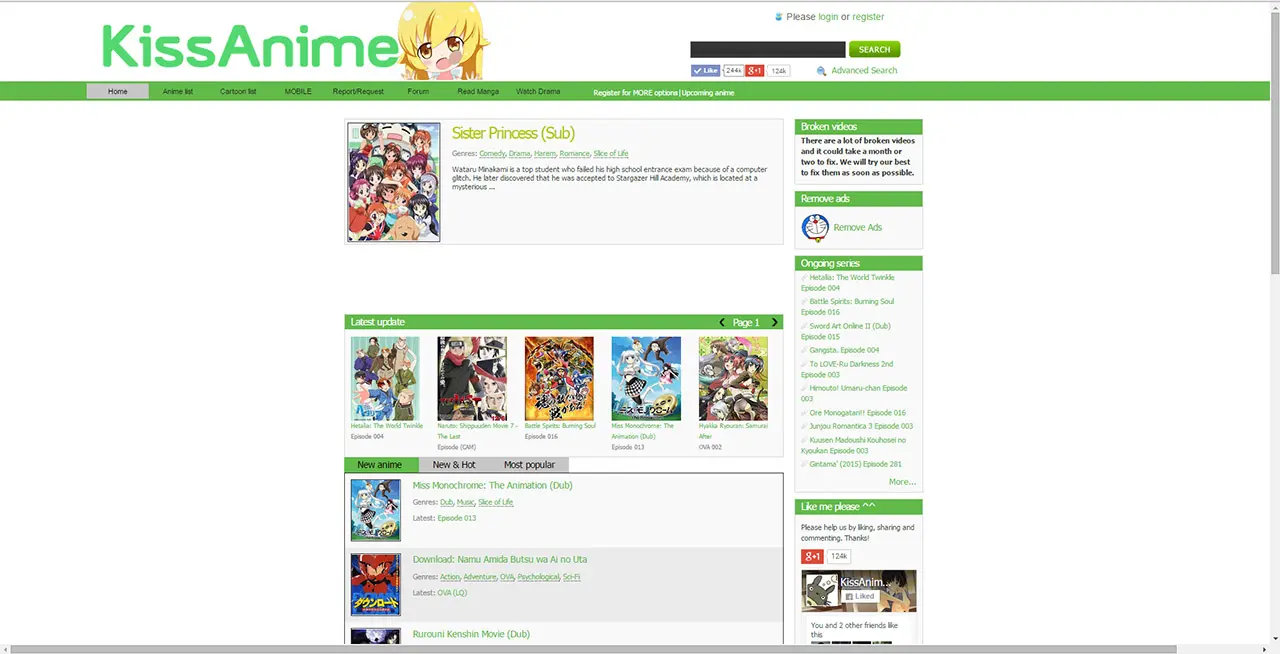 KissAnime
Please login or register
SEARCH
Like 244k g+1 124k
Advanced Search
Home Anime list Cartoon list MOBILE Report/Request Forum Read Manga Watch Drama Register for MORE options | Upcoming anime
Sister Princess (Sub)
Genres: Comedy, Drama, Harem, Romance, Slice of Life
Wataru Minakami is a top student who failed his high school entrance exam because of a computer
glitch. He later discovered that he was accepted to Stargazer Hill Academy, which is located at a
mysterious ...
Latest update
Page 1
Hetalia: The World Twinkle
Episode 004
Naruto: Shippuuden Movie 7 -
The Last
Episode (CAM)
Battle Spirits: Burning Soul
Episode 016
Miss Monochrome: The
Animation (Dub)
Episode 013
Hyakka Ryouran: Samurai
After
OVA 002
New anime New & Hot Most popular
Miss Monochrome: The Animation (Dub)
Genres: Dub, Music, Slice of Life
Latest: Episode 013
Download: Namu Amida Butsu wa Ai no Uta
Genres: Action, Adventure, OVA, Psychological, Sci-Fi
Latest: OVA (LQ)
ダウンロード
Rurouni Kenshin Movie (Dub)
Broken videos
There are a lot of broken videos
and it could take a month or
two to fix. We will try our best
to fix them as soon as possible.
Remove ads
Remove Ads
Ongoing series
Hetalia: The World Twinkle
Episode 004
Battle Spirits: Burning Soul
Episode 016
Sword Art Online II (Dub)
Episode 015
Gangsta. Episode 004
To LOVE-Ru Darkness 2nd
Episode 003
Himouto! Umaru-chan Episode
003
Ore Monogatari!! Episode 016
Junjou Romantica 3 Episode 003
Kuusen Madoushi Kouhosei no
Kyoukan Episode 003
Gintama' (2015) Episode 281
More...
Like me please ^^
Please help us by liking, sharing and
commenting. Thanks!
g+1 124k
KissAnim...
Liked
You and 2 other friends like
this